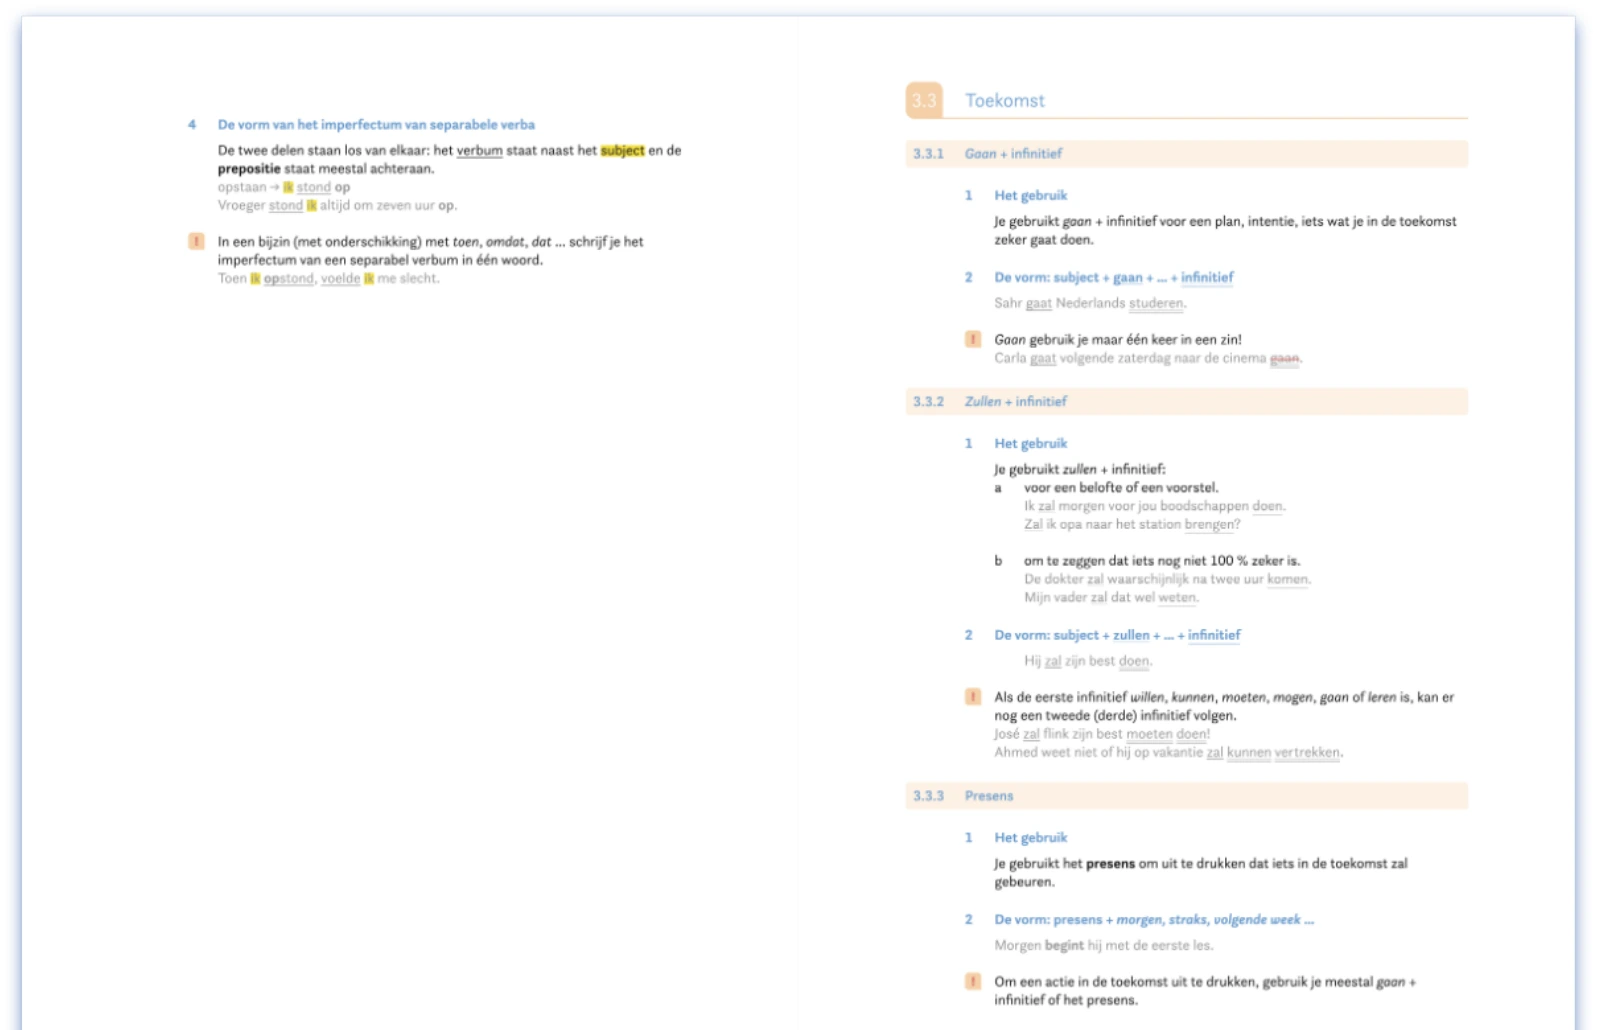 4 De vorm van het imperfectum van separabele verba
De twee delen staan los van elkaar: het verbum staat naast het subject en de
prepositie staat meestal achteraan.
opstaan → ik stond op
Vroeger stond ik altijd om zeven uur op.
! In een bijzin (met onderschikking) met toen, omdat, dat ... schrijf je het
imperfectum van een separabel verbum in één woord.
Toen ik opstond, voelde ik me slecht.
3.3 Toekomst
3.3.1 Gaan + infinitief
1 Het gebruik
Je gebruikt gaan + infinitief voor een plan, intentie, iets wat je in de toekomst
zeker gaat doen.
2 De vorm: subject + gaan + ... + infinitief
Sahr gaat Nederlands studeren.
! Gaan gebruik je maar één keer in een zin!
Carla gaat volgende zaterdag naar de cinema gaan.
3.3.2 Zullen + infinitief
1 Het gebruik
Je gebruikt zullen + infinitief:
a voor een belofte of een voorstel.
Ik zal morgen voor jou boodschappen doen.
Zal ik opa naar het station brengen?
b om te zeggen dat iets nog niet 100 % zeker is.
De dokter zal waarschijnlijk na twee uur komen.
Mijn vader zal dat wel weten.
2 De vorm: subject + zullen + ... + infinitief
Hij zal zijn best doen.
! Als de eerste infinitief willen, kunnen, moeten, mogen, gaan of leren is, kan er
nog een tweede (derde) infinitief volgen.
José zal flink zijn best moeten doen!
Ahmed weet niet of hij op vakantie zal kunnen vertrekken.
3.3.3 Presens
1 Het gebruik
Je gebruikt het presens om uit te drukken dat iets in de toekomst zal
gebeuren.
2 De vorm: presens + morgen, straks, volgende week ...
Morgen begint hij met de eerste les.
! Om een actie in de toekomst uit te drukken, gebruik je meestal gaan +
infinitief of het presens.